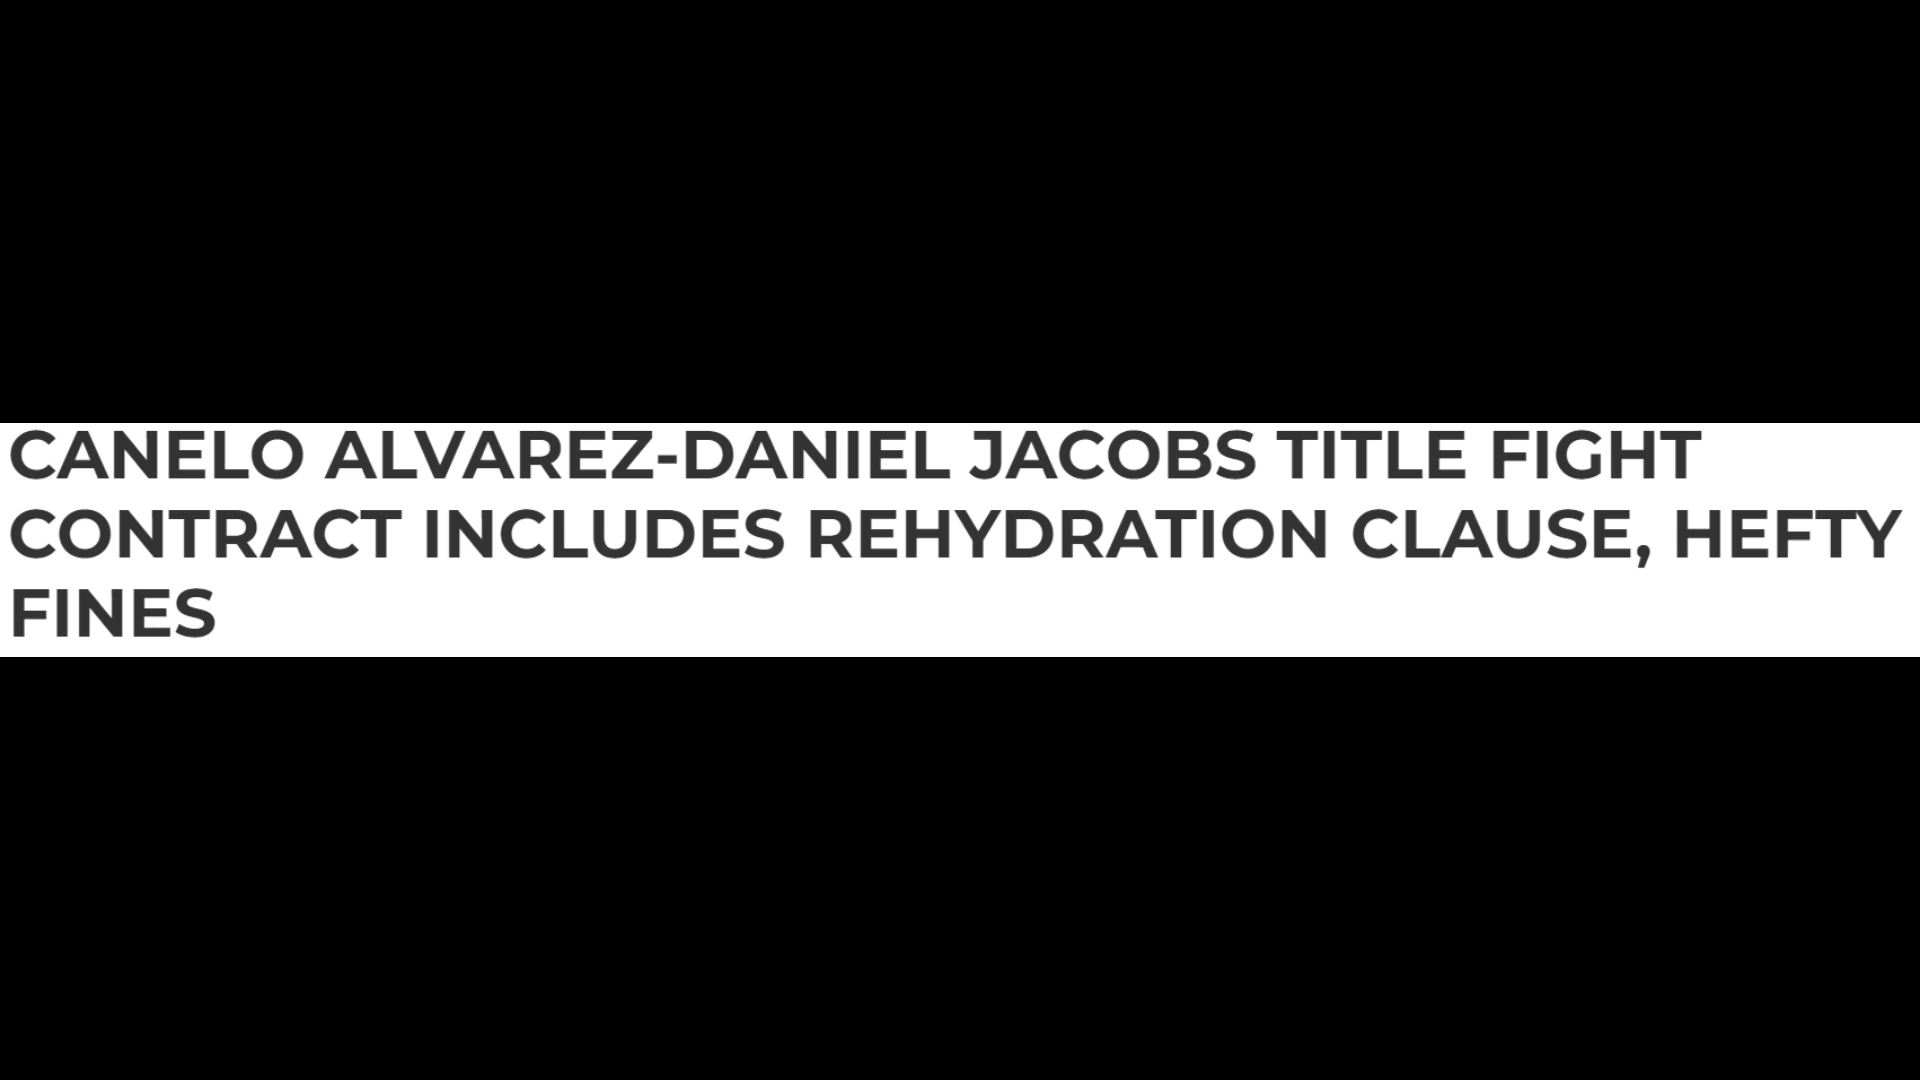 CANELO ALVAREZ-DANIEL JACOBS TITLE FIGHT
CONTRACT INCLUDES REHYDRATION CLAUSE, HEFTY
FINES